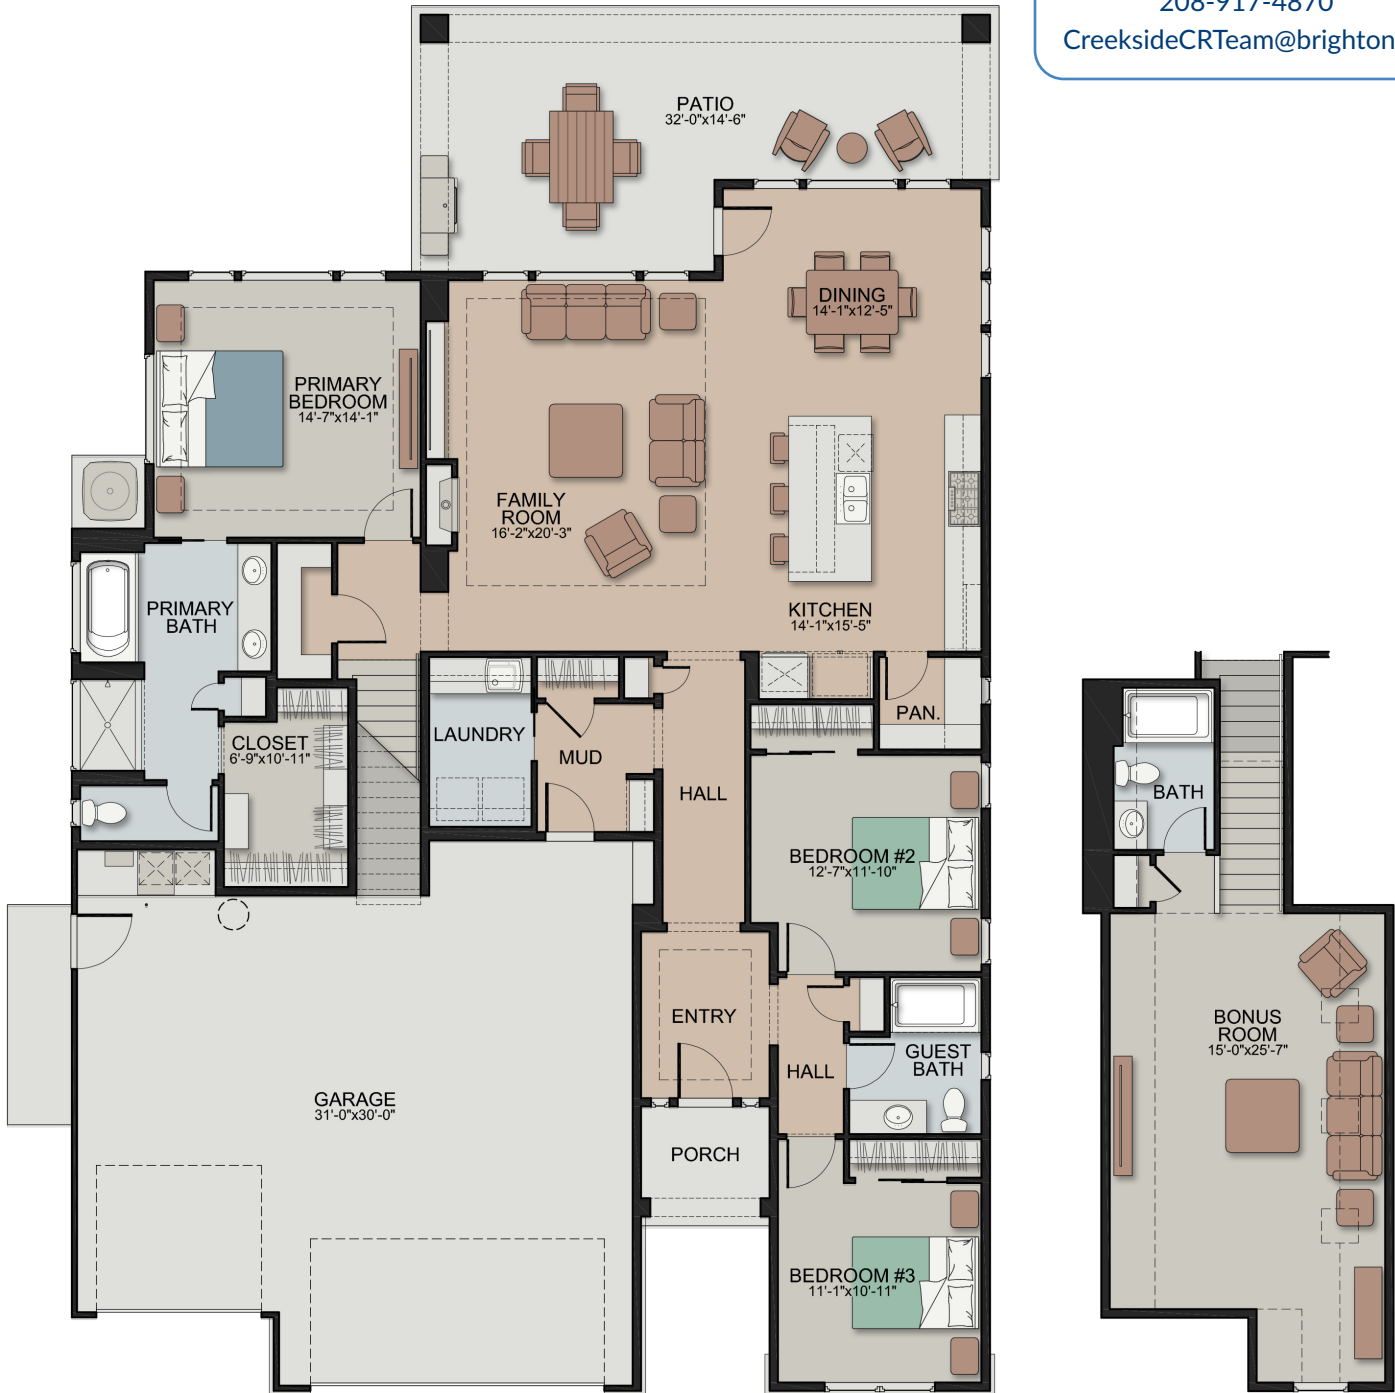 208-917-4870
CreeksideCRTeam@brighton
PATIO
32'-0"x14'-6"
DINING
14'-1"x12'-5"
PRIMARY
BEDROOM
14'-7"x14'-1"
FAMILY
ROOM
16'-2"x20'-3"
KITCHEN
14'-1"x15'-5"
PRIMARY
BATH
PAN.
LAUNDRY
CLOSET
6'-9"x10'-11"
MUD
HALL
BATH
BEDROOM #2
12'-7"x11'-10"
ENTRY
BONUS
ROOM
15'-0"x25'-7"
GUEST
BATH
HALL
GARAGE
31'-0"x30'-0"
PORCH
BEDROOM #3
11'-1"x10'-11"